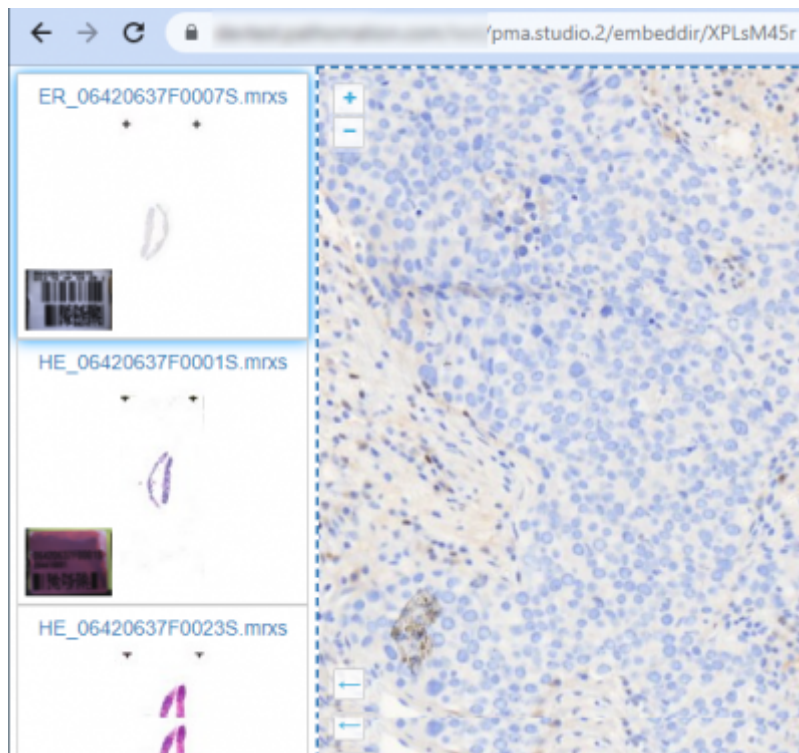 /pma.studio.2/embeddir/XPLsM45r
ER_06420637F0007S.mrxs
HE_06420637F0001S.mrxs
HE_06420637F0023S.mrxs